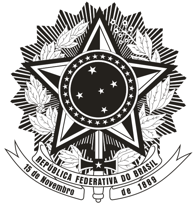 REPÚBLICA FEDERATIVA DO BRASIL
15 de Novembro
de 1889